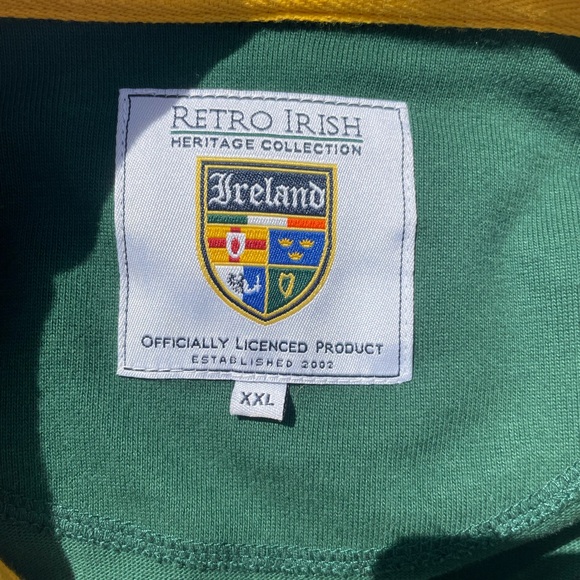 RETRO IRISH
HERITAGE COLLECTION
Ireland
OFFICIALLY LICENCED PRODUCT
ESTABLISHED 2002
XXL